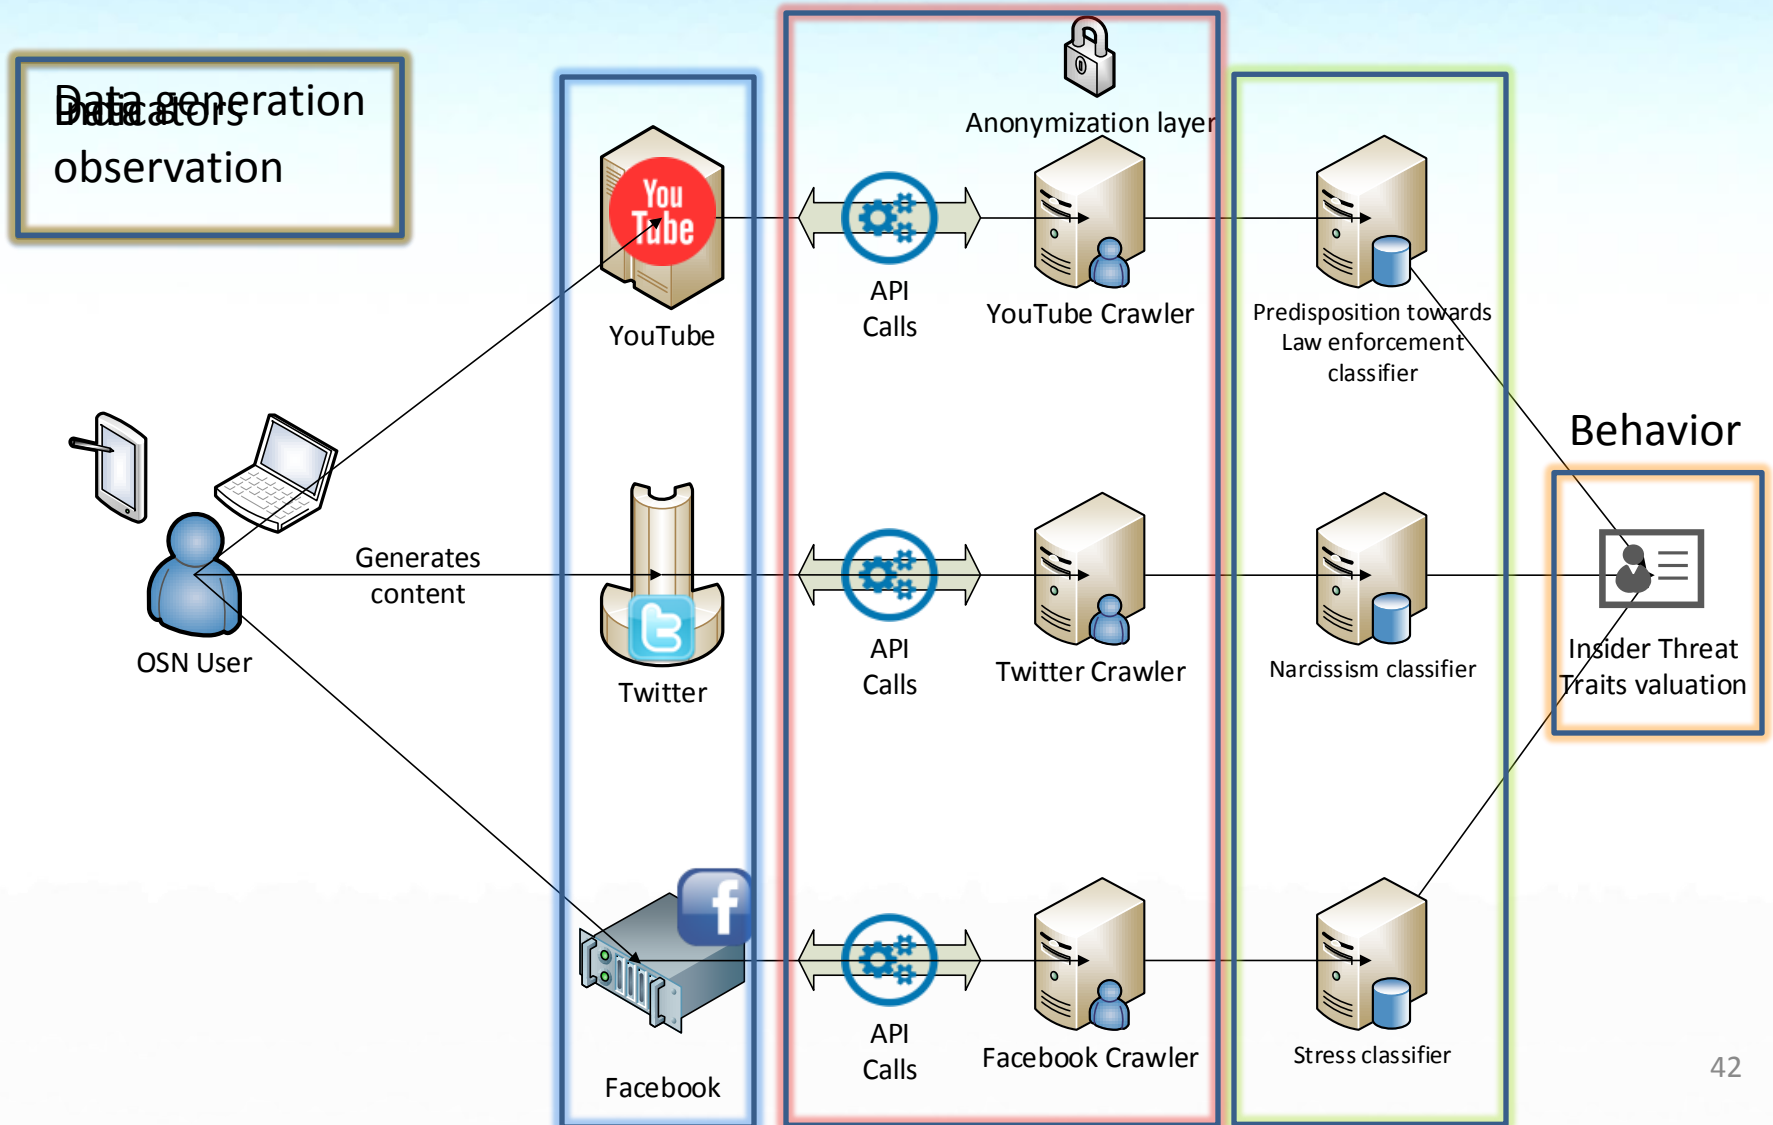 Data generation
Indicators
observation
Anonymization layer
You
Tube
YouTube
API
Calls
YouTube Crawler
Predisposition towards
Law enforcement
classifier
Behavior
Generates
content
OSN User
Twitter
API
Calls
Twitter Crawler
Narcissism classifier
Insider Threat
Traits valuation
f
Facebook
API
Calls
Facebook Crawler
Stress classifier
42